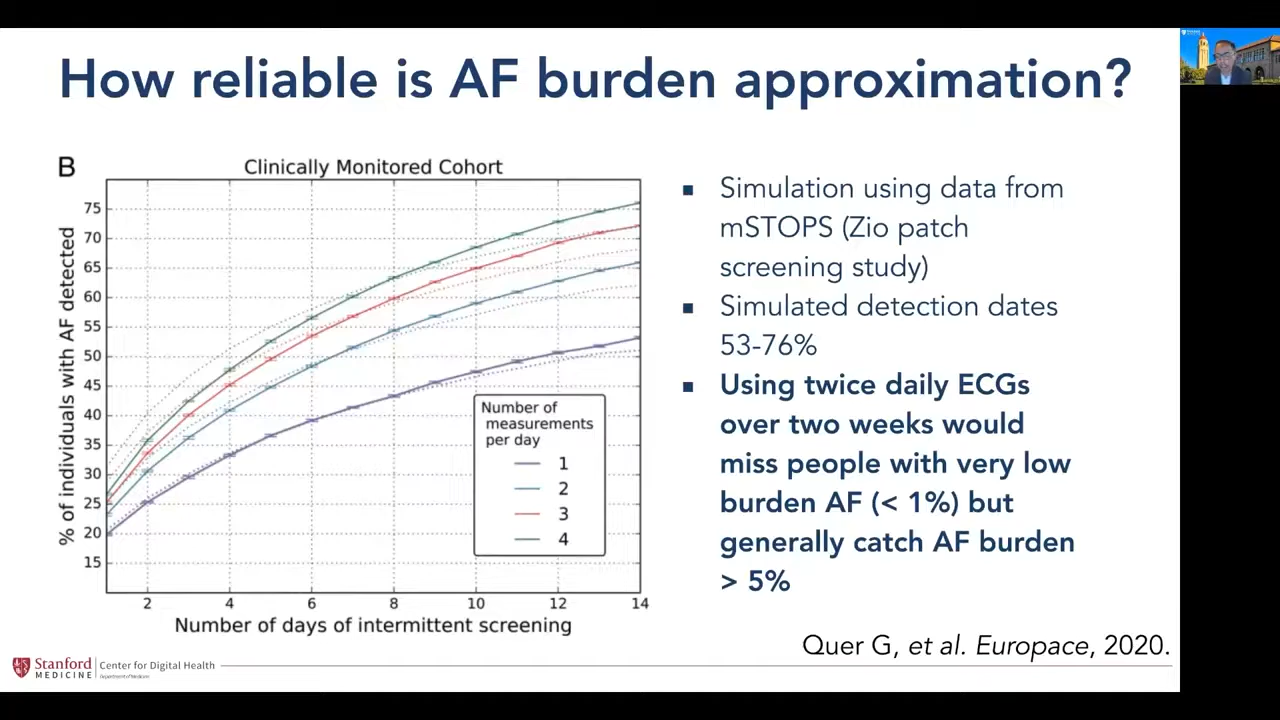 How reliable is AF burden approximation?
B
Clinically Monitored Cohort
% of individuals with AF detected
75
70
65
60
55
50
45
40
35
30
25
20
15
Number of
measurements
per day
1
2
3
4
2
4
6
8
10
12
14
Number of days of intermittent screening
▪ Simulation using data from
mSTOPS (Zio patch
screening study)
▪ Simulated detection dates
53-76%
▪ Using twice daily ECGs
over two weeks would
miss people with very low
burden AF (< 1%) but
generally catch AF burden
> 5%
Quer G, et al. Europace, 2020.
Stanford
MEDICINE
Center for Digital Health
Department of Medicine